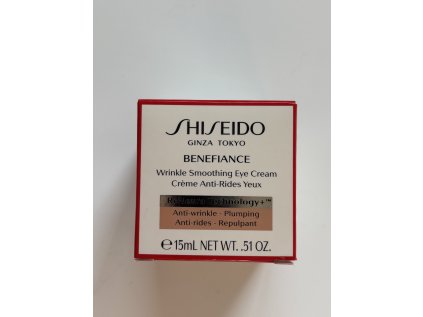 SHISEIDO
GINZA TOKYO
BENEFIANCE
Wrinkle Smoothing Eye Cream
Crème Anti-Rides Yeux
Technology+™
Anti-wrinkle · Plumping
Anti-rides · Repulpant
℮ 15mL NET WT. .51 OZ.